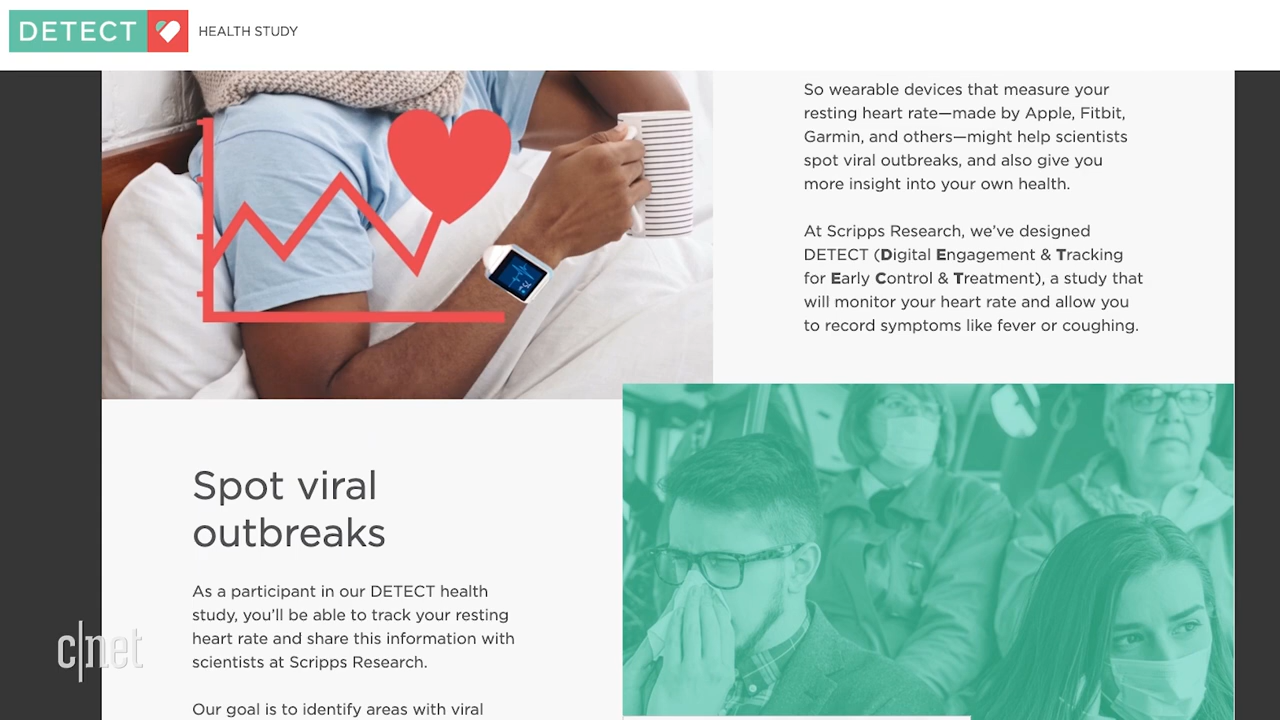 DETECT HEALTH STUDY
So wearable devices that measure your
resting heart rate—made by Apple, Fitbit,
Garmin, and others—might help scientists
spot viral outbreaks, and also give you
more insight into your own health.
At Scripps Research, we've designed
DETECT (Digital Engagement & Tracking
for Early Control & Treatment), a study that
will monitor your heart rate and allow you
to record symptoms like fever or coughing.
Spot viral
outbreaks
As a participant in our DETECT health
study, you'll be able to track your resting
heart rate and share this information with
scientists at Scripps Research.
Our goal is to identify areas with viral
c|net